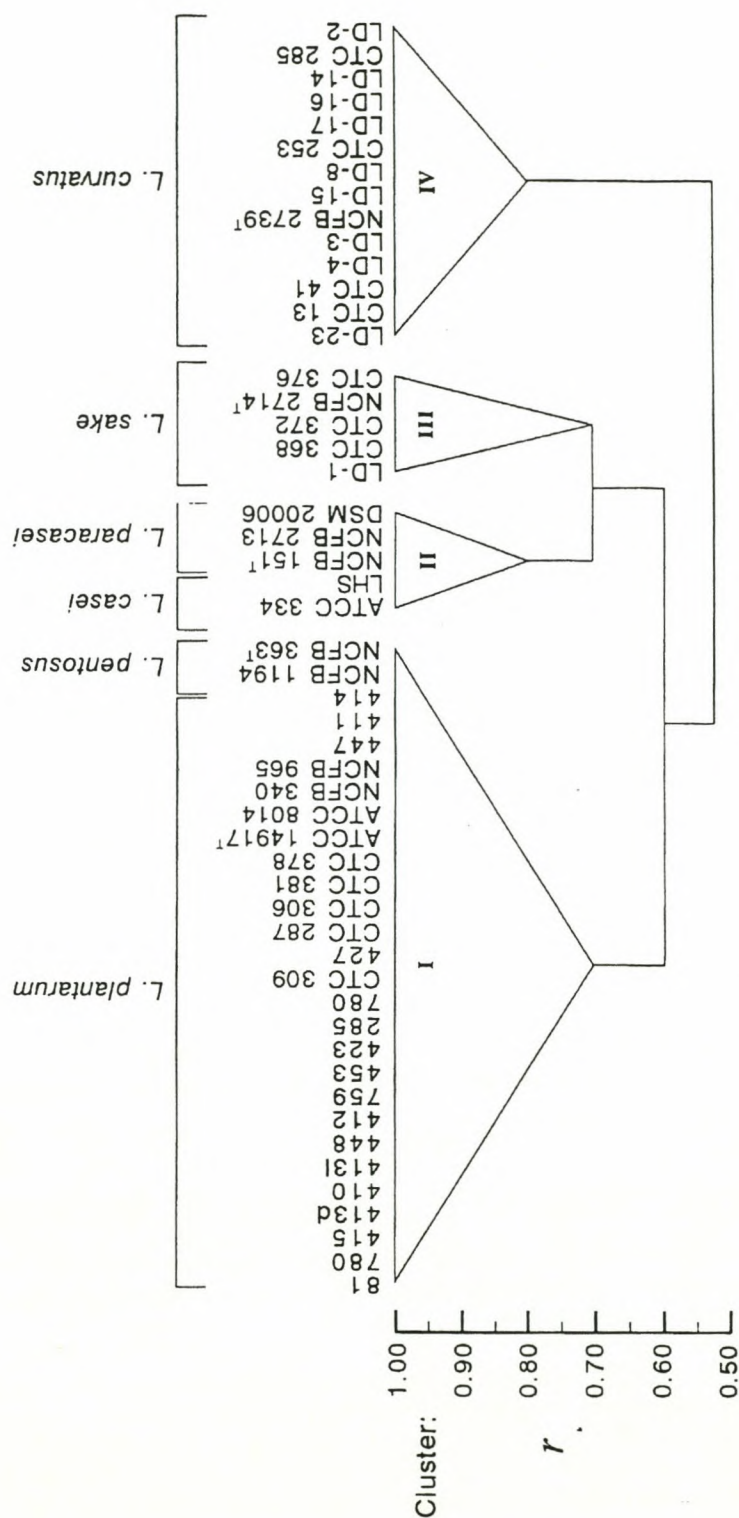 L. plantarum
L. pentosus
L. casei
L. paracasei
L. sake
L. curvatus
81
780
415
413d
410
413l
448
412
759
453
423
285
780
CTC 309
427
CTC 287
CTC 306
CTC 381
CTC 378
ATCC 14917ᵀ
ATCC 8014
NCFB 340
NCFB 965
447
411
414
NCFB 1194
NCFB 363ᵀ
ATCC 334
LHS
NCFB 151ᵀ
NCFB 2713
DSM 20006
LD-1
CTC 368
CTC 372
NCFB 2714ᵀ
CTC 376
LD-23
CTC 13
CTC 41
LD-4
LD-3
NCFB 2739ᵀ
LD-15
LD-8
CTC 253
LD-17
LD-16
LD-14
CTC 285
LD-2
Cluster:
I
II
III
IV
r
1.00
0.90
0.80
0.70
0.60
0.50